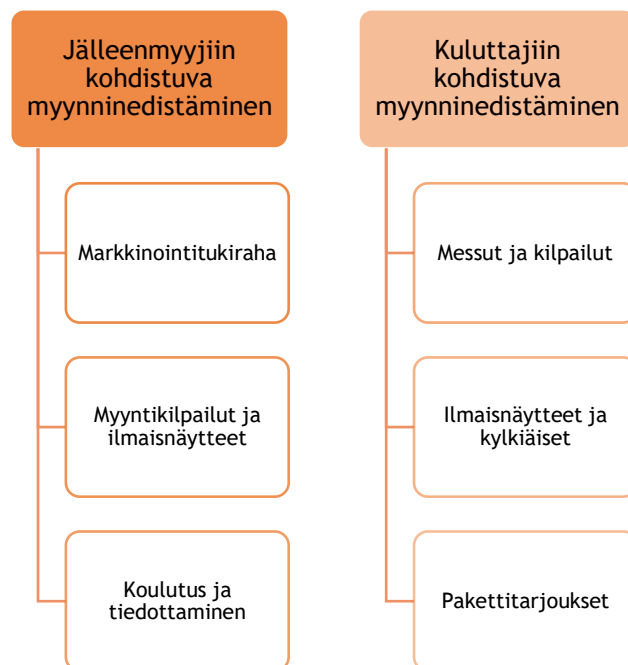 Jälleenmyyjiin
kohdistuva
myynninedistäminen
Markkinointitukiraha
Myyntikilpailut ja
ilmaisnäytteet
Koulutus ja
tiedottaminen
Kuluttajiin
kohdistuva
myynninedistäminen
Messut ja kilpailut
Ilmaisnäytteet ja
kylkiäiset
Pakettitarjoukset